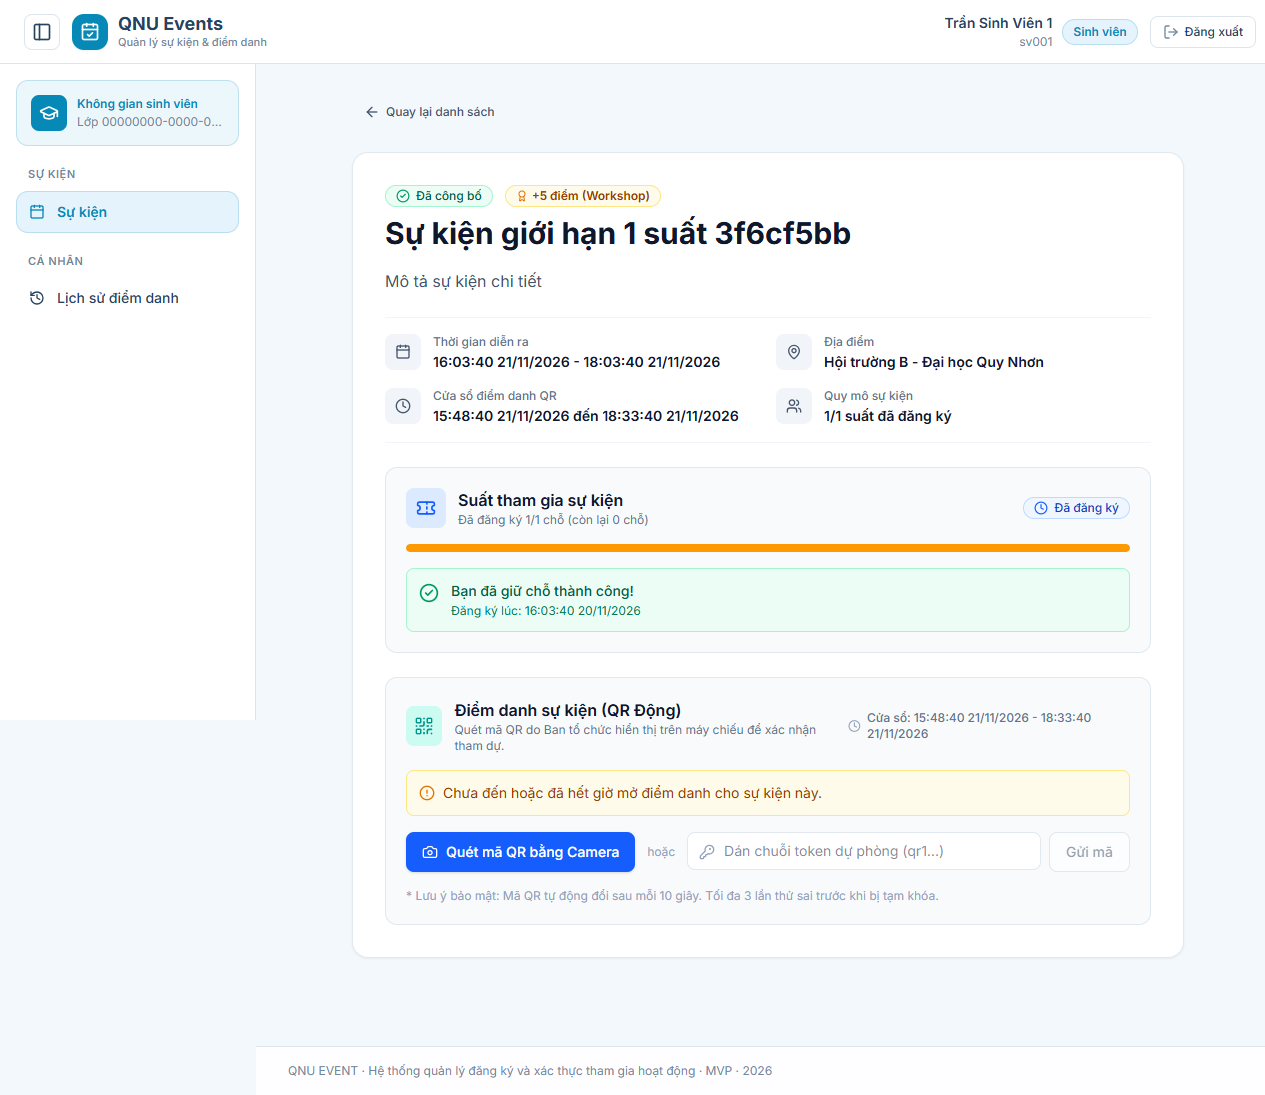 QNU Events
Quản lý sự kiện & điểm danh
Trần Sinh Viên 1
sv001
Sinh viên
Đăng xuất
Không gian sinh viên
Lớp 00000000-0000-0...
SỰ KIỆN
Sự kiện
CÁ NHÂN
Lịch sử điểm danh
Quay lại danh sách
Đã công bố
+5 điểm (Workshop)
Sự kiện giới hạn 1 suất 3f6cf5bb
Mô tả sự kiện chi tiết
Thời gian diễn ra
16:03:40 21/11/2026 - 18:03:40 21/11/2026
Địa điểm
Hội trường B - Đại học Quy Nhơn
Cửa sổ điểm danh QR
15:48:40 21/11/2026 đến 18:33:40 21/11/2026
Quy mô sự kiện
1/1 suất đã đăng ký
Suất tham gia sự kiện
Đã đăng ký 1/1 chỗ (còn lại 0 chỗ)
Đã đăng ký
Bạn đã giữ chỗ thành công!
Đăng ký lúc: 16:03:40 20/11/2026
Điểm danh sự kiện (QR Động)
Quét mã QR do Ban tổ chức hiển thị trên máy chiếu để xác nhận
tham dự.
Cửa sổ: 15:48:40 21/11/2026 - 18:33:40
21/11/2026
Chưa đến hoặc đã hết giờ mở điểm danh cho sự kiện này.
Quét mã QR bằng Camera
hoặc
Dán chuỗi token dự phòng (qr1...)
Gửi mã
* Lưu ý bảo mật: Mã QR tự động đổi sau mỗi 10 giây. Tối đa 3 lần thử sai trước khi bị tạm khóa.
QNU EVENT · Hệ thống quản lý đăng ký và xác thực tham gia hoạt động · MVP · 2026